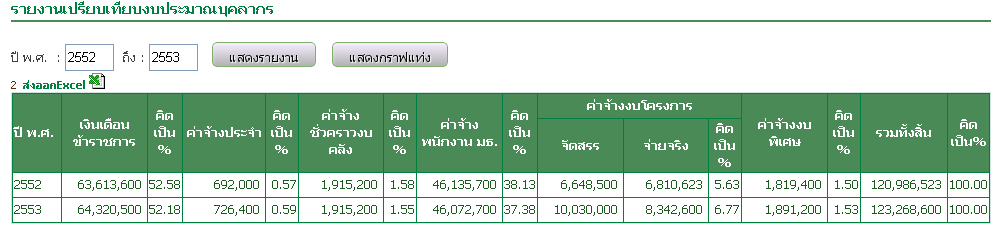 รายงานเปรียบเทียบงบประมาณบุคลากร
ปี พ.ศ. : 2552 ถึง : 2553 แสดงรายงาน แสดงกราฟแท่ง
2 ส่งออกExcel
ปี พ.ศ. เงินเดือนข้าราชการ คิดเป็น% ค่าจ้างประจำ คิดเป็น% ค่าจ้างชั่วคราวงบคลัง คิดเป็น% ค่าจ้างพนักงาน มธ. คิดเป็น% ค่าจ้างงบโครงการ ค่าจ้างงบพิเศษ คิดเป็น% รวมทั้งสิ้น คิดเป็น%
จัดสรร จ่ายจริง คิดเป็น%
2552 63,613,600 52.58 692,000 0.57 1,915,200 1.58 46,135,700 38.13 6,648,500 6,810,623 5.63 1,819,400 1.50 120,986,523 100.00
2553 64,320,500 52.18 726,400 0.59 1,915,200 1.55 46,072,700 37.38 10,030,000 8,342,600 6.77 1,891,200 1.53 123,268,600 100.00